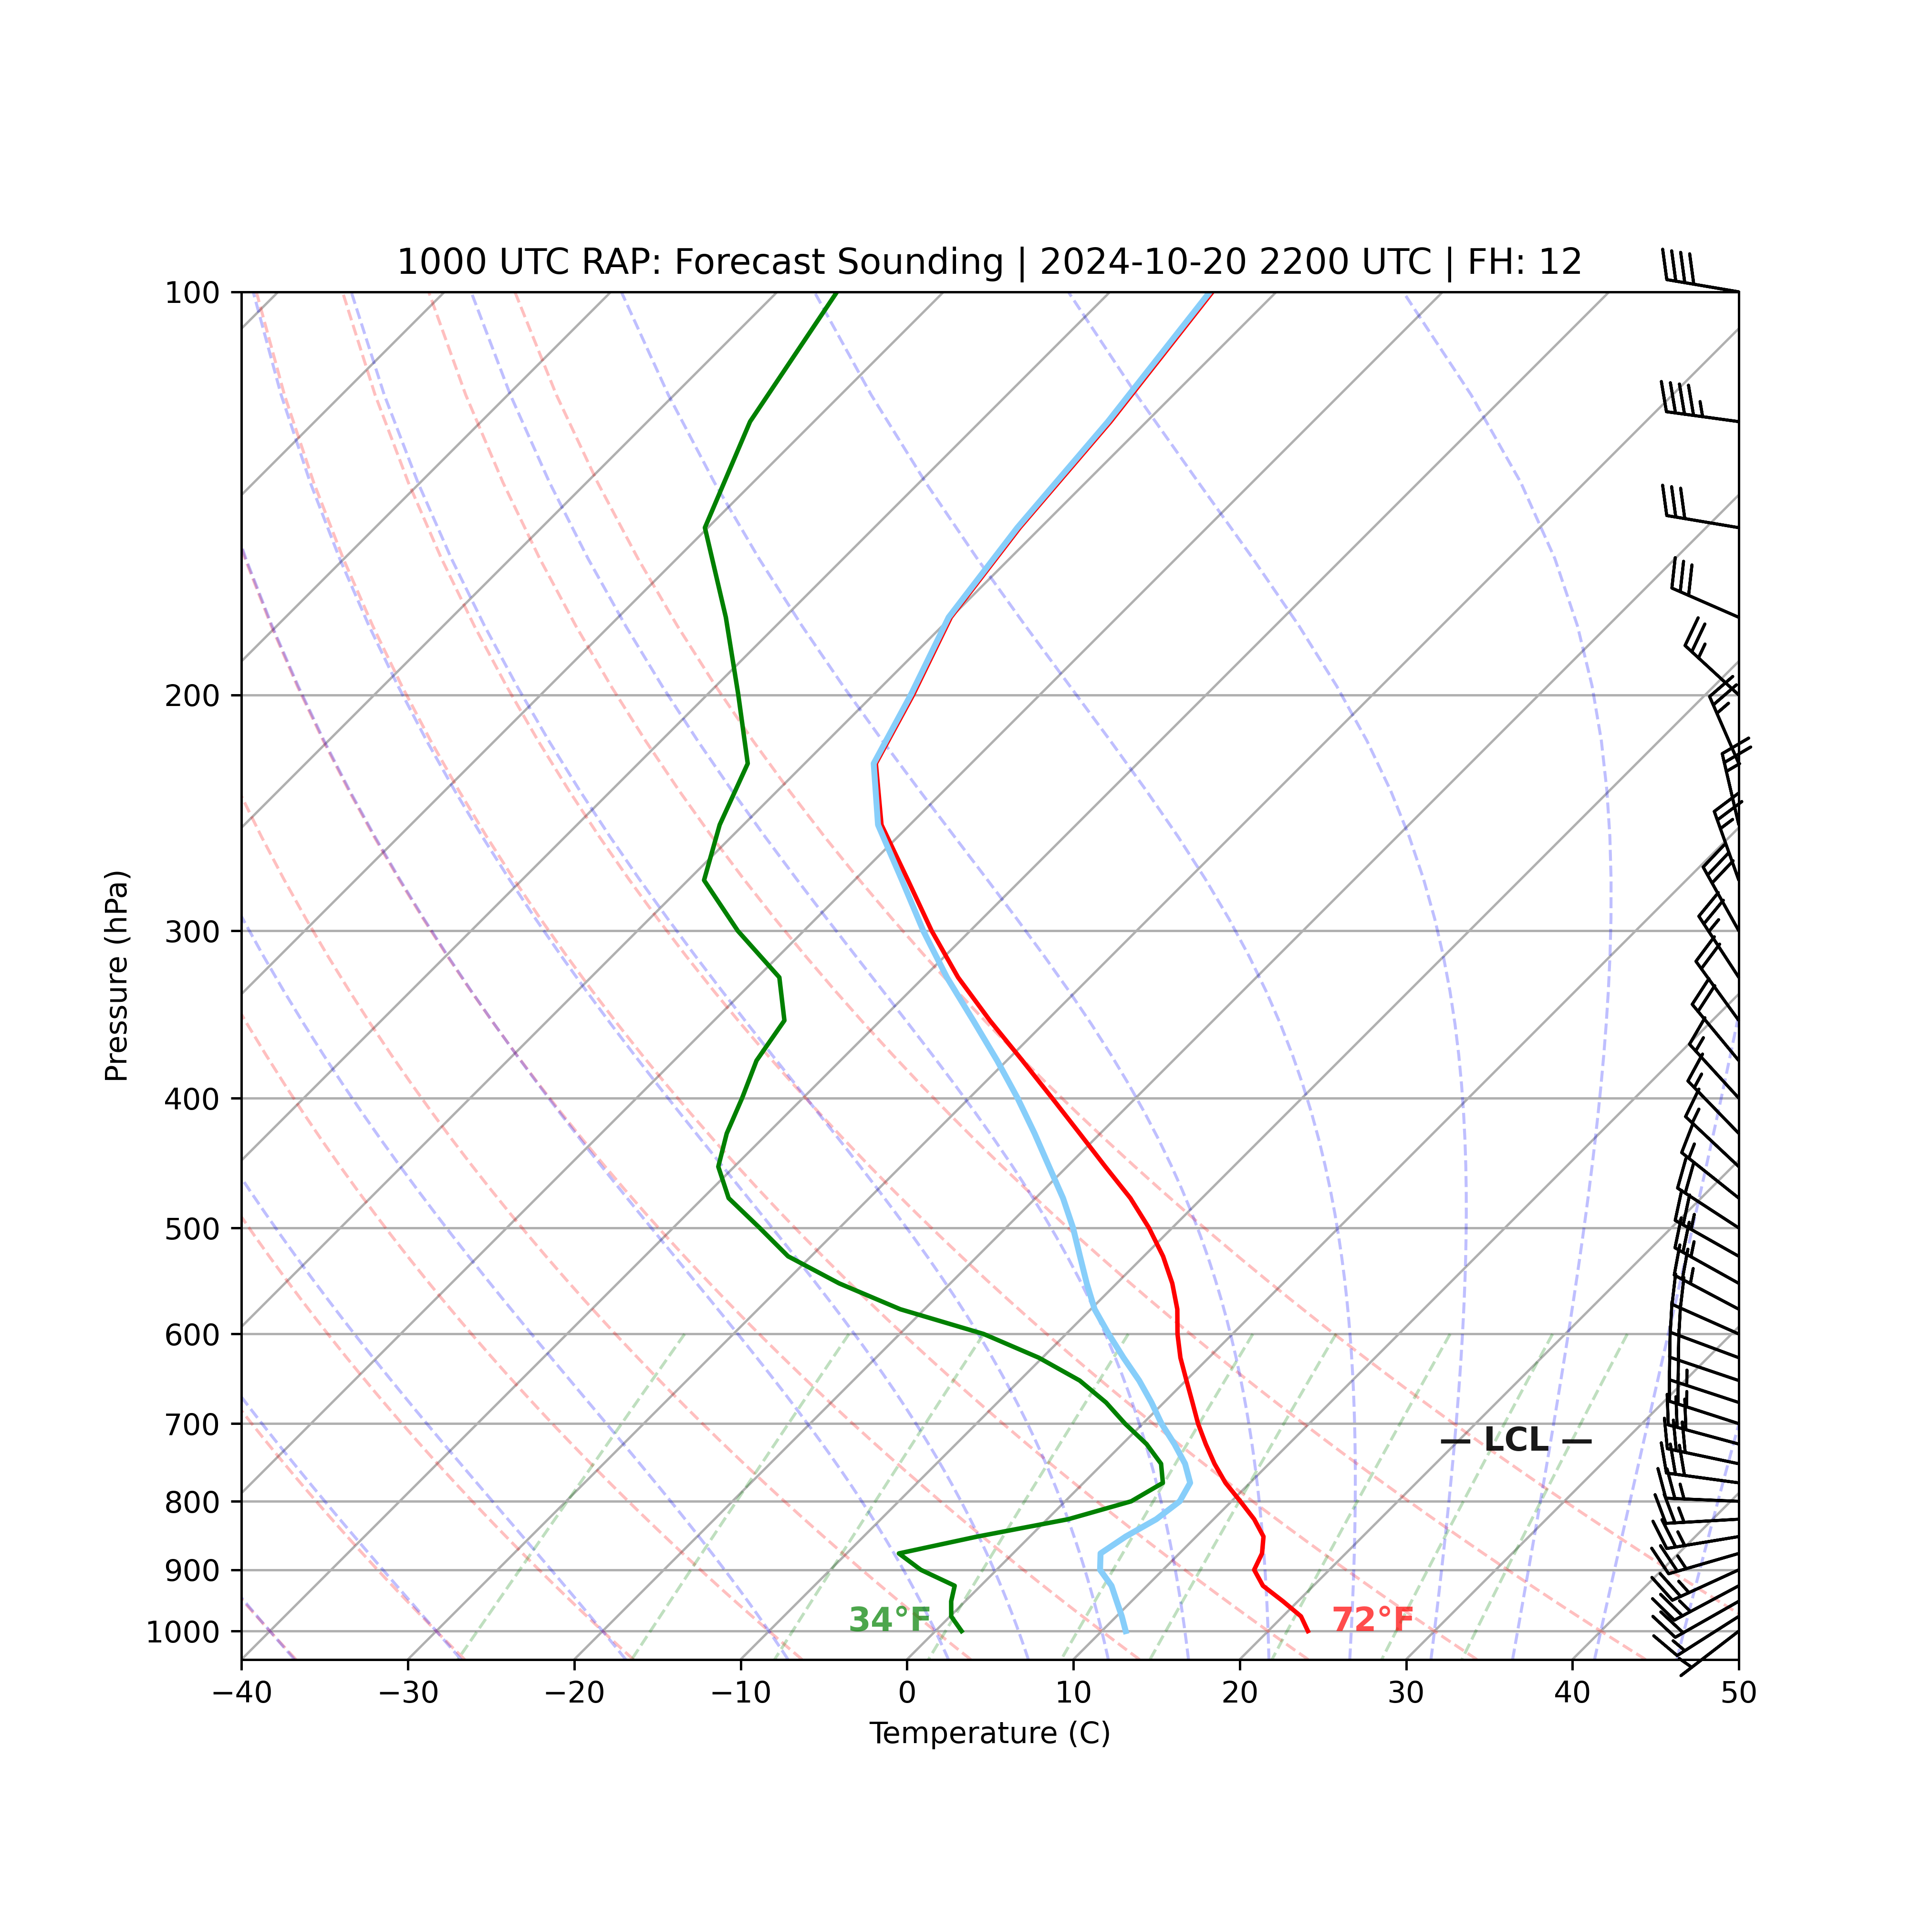 1000 UTC RAP: Forecast Sounding | 2024-10-20 2200 UTC | FH: 12
100
200
300
400
500
600
700
800
900
1000
Pressure (hPa)
— LCL —
34°F
72°F
−40 −30 −20 −10 0 10 20 30 40 50
Temperature (C)